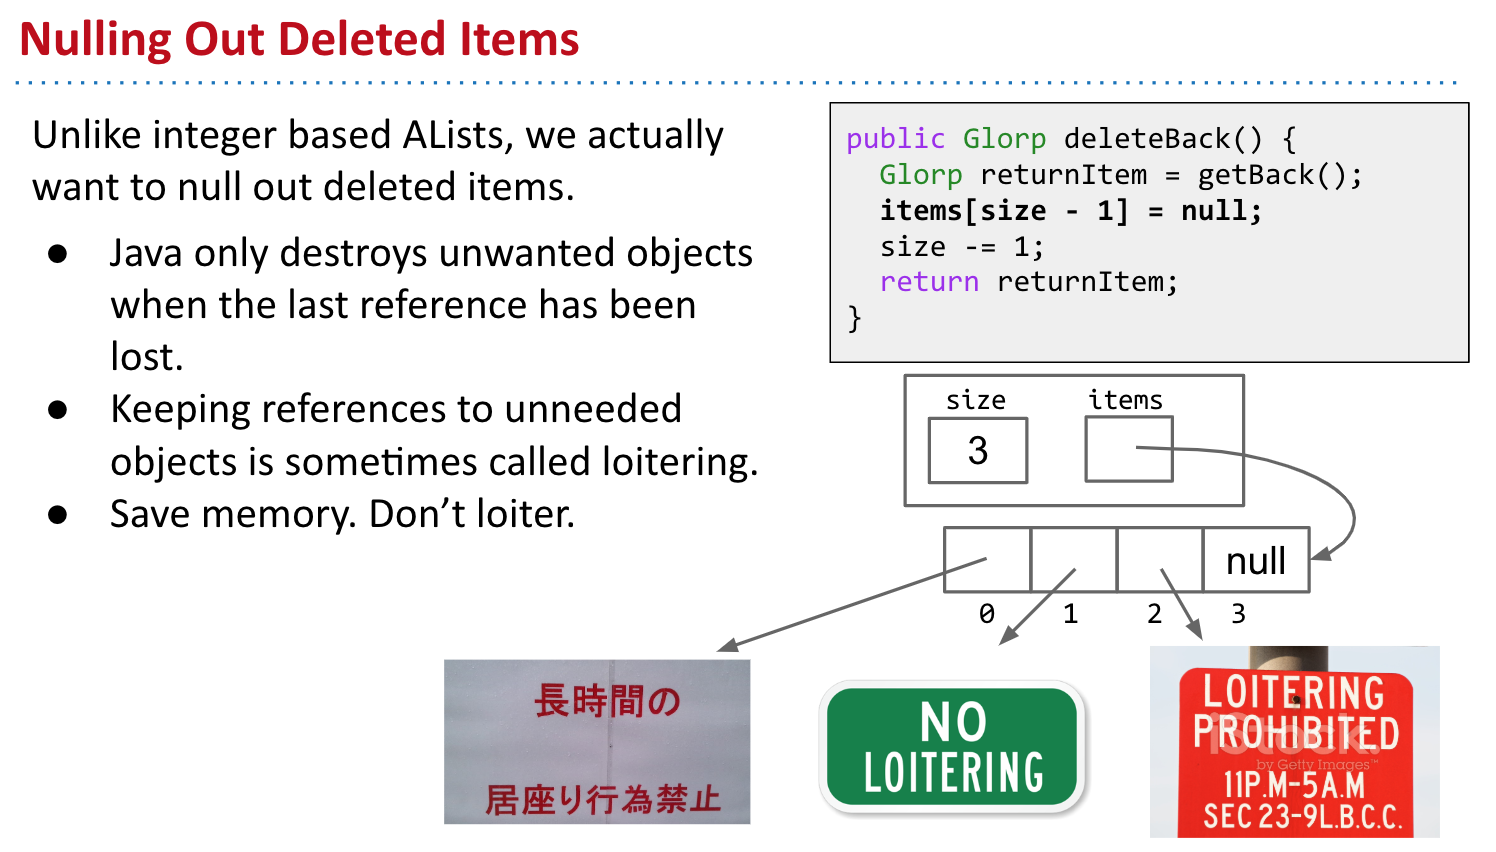 Nulling Out Deleted Items
Unlike integer based ALists, we actually
want to null out deleted items.
● Java only destroys unwanted objects
when the last reference has been
lost.
● Keeping references to unneeded
objects is sometimes called loitering.
● Save memory. Don’t loiter.
public Glorp deleteBack() {
  Glorp returnItem = getBack();
  items[size - 1] = null;
  size -= 1;
  return returnItem;
}
size items
3
null
0 1 2 3
長時間の
居座り行為禁止
NO
LOITERING
LOITERING
PROHIBITED
iStock.
by Getty Images™
11P.M-5A.M
SEC 23-9L.B.C.C.